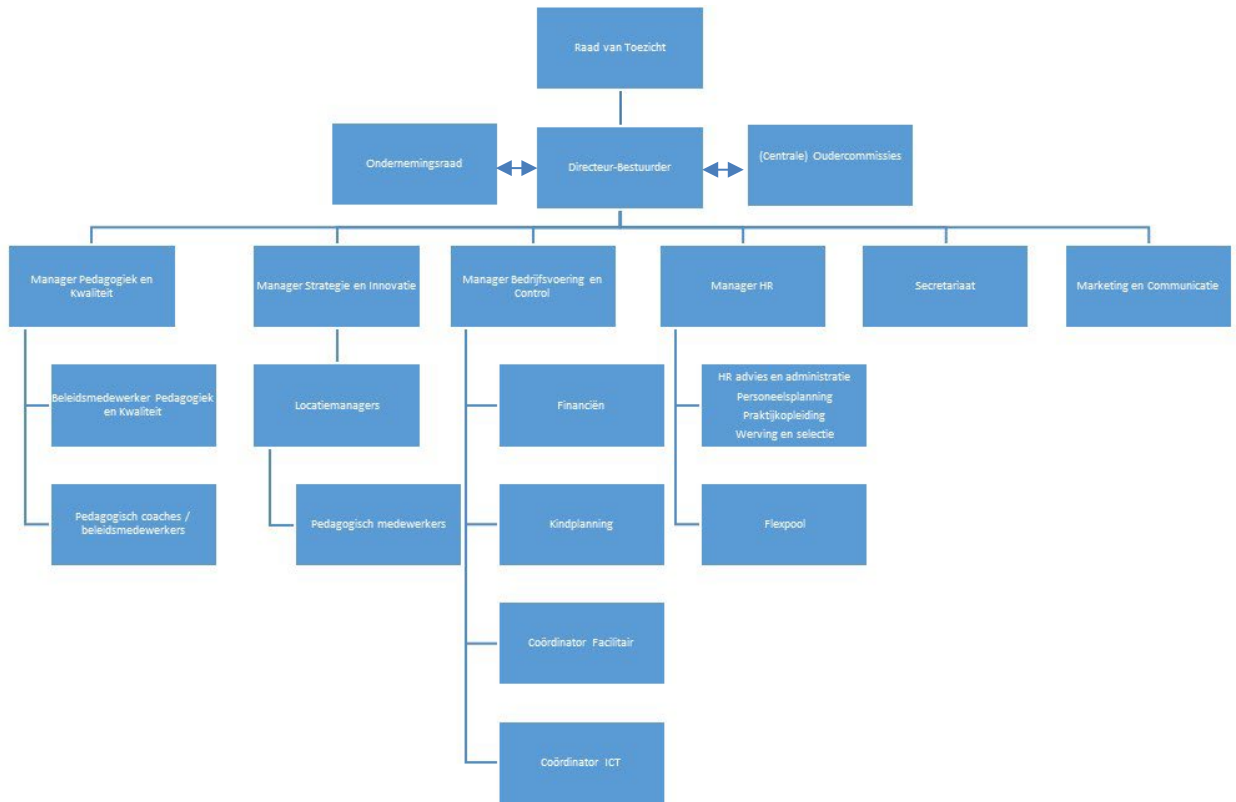 Raad van Toezicht
Ondernemingsraad
Directeur-Bestuurder
(Centrale) Oudercommissies
Manager Pedagogiek en
Kwaliteit
Manager Strategie en Innovatie
Manager Bedrijfsvoering en
Control
Manager HR
Secretariaat
Marketing en Communicatie
Beleidsmedewerker Pedagogiek
en Kwaliteit
Locatiemanagers
Financiën
HR advies en administratie
Personeelsplanning
Praktijkopleiding
Werving en selectie
Pedagogisch coaches /
beleidsmedewerkers
Pedagogisch medewerkers
Kindplanning
Flexpool
Coördinator Facilitair
Coördinator ICT